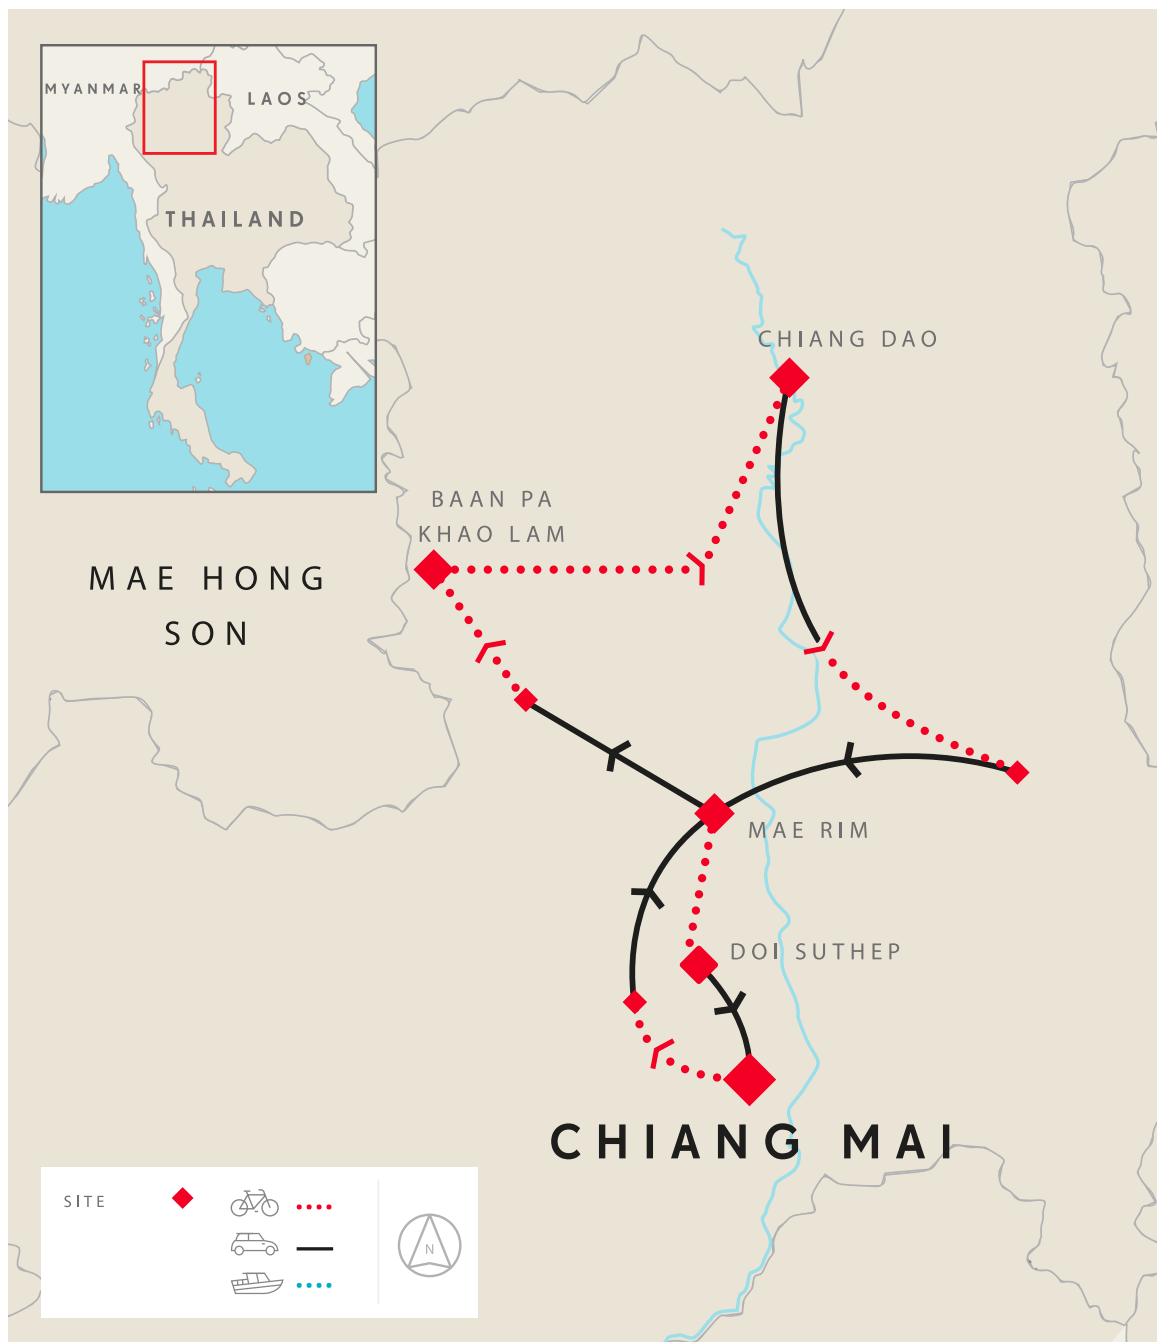 MYANMAR
LAOS
THAILAND
CHIANG DAO
BAAN PA
KHAO LAM
MAE HONG
SON
MAE RIM
DOI SUTHEP
CHIANG MAI
SITE
N